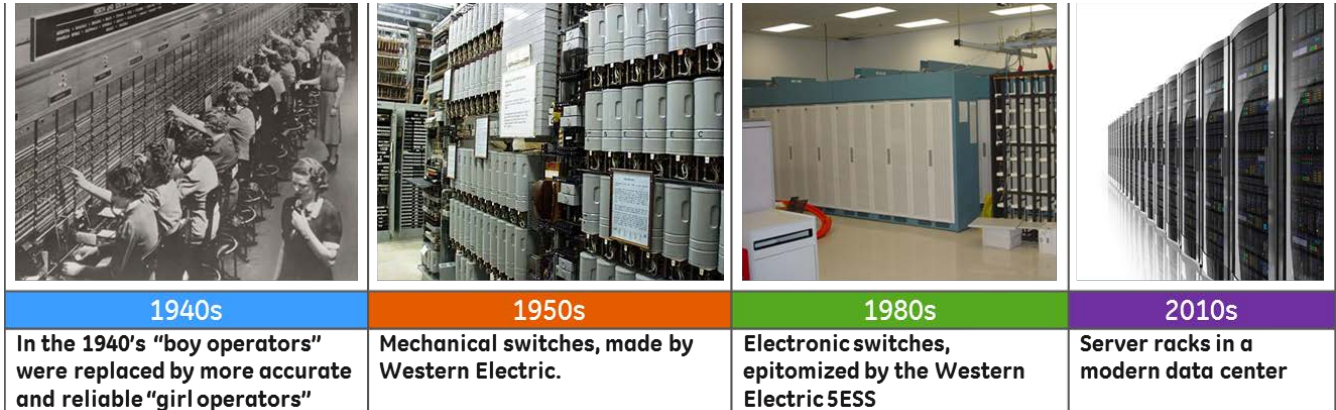 1940s
In the 1940's “boy operators”
were replaced by more accurate
and reliable “girl operators”
1950s
Mechanical switches, made by
Western Electric.
1980s
Electronic switches,
epitomized by the Western
Electric 5ESS
2010s
Server racks in a
modern data center